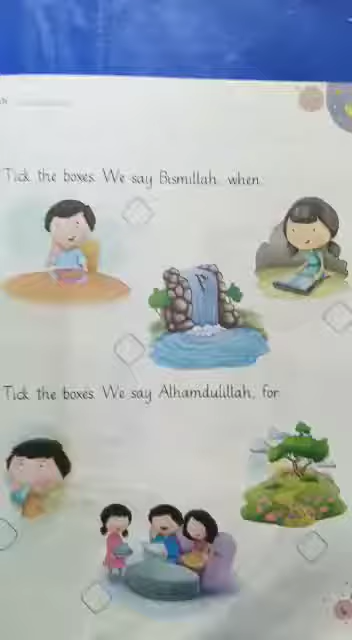 Tick the boxes. We say Bismillah, when,
Tick the boxes. We say Alhamdulillah, for